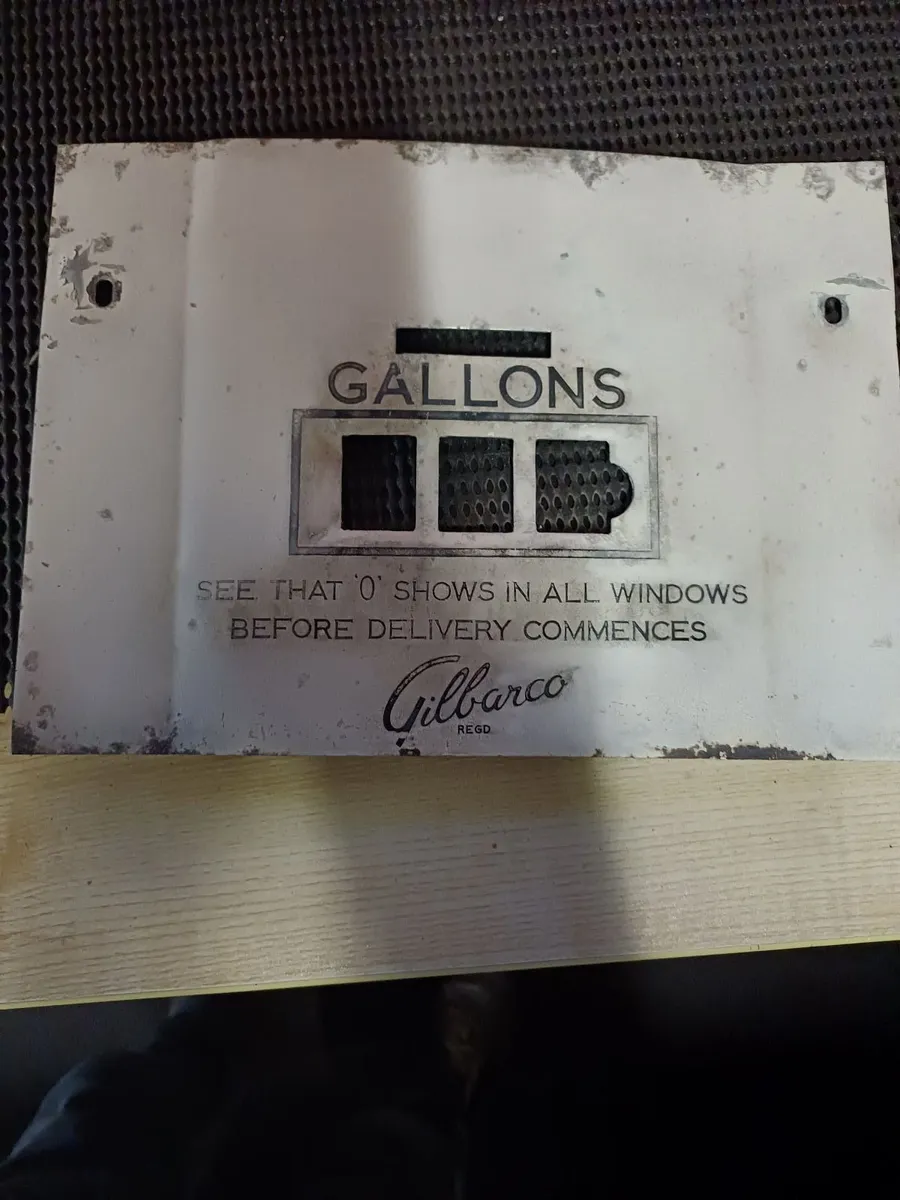 GALLONS
SEE THAT '0' SHOWS IN ALL WINDOWS
BEFORE DELIVERY COMMENCES
Gilbarco
REGD